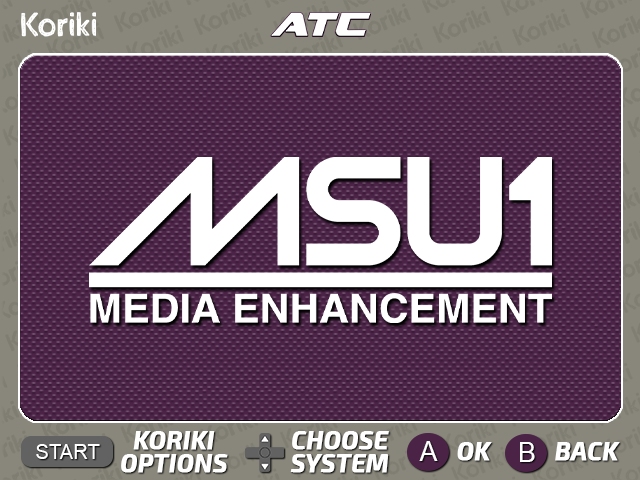 Koriki
ATC
MSU1
MEDIA ENHANCEMENT
START
KORIKI
OPTIONS
CHOOSE
SYSTEM
A
OK
B
BACK